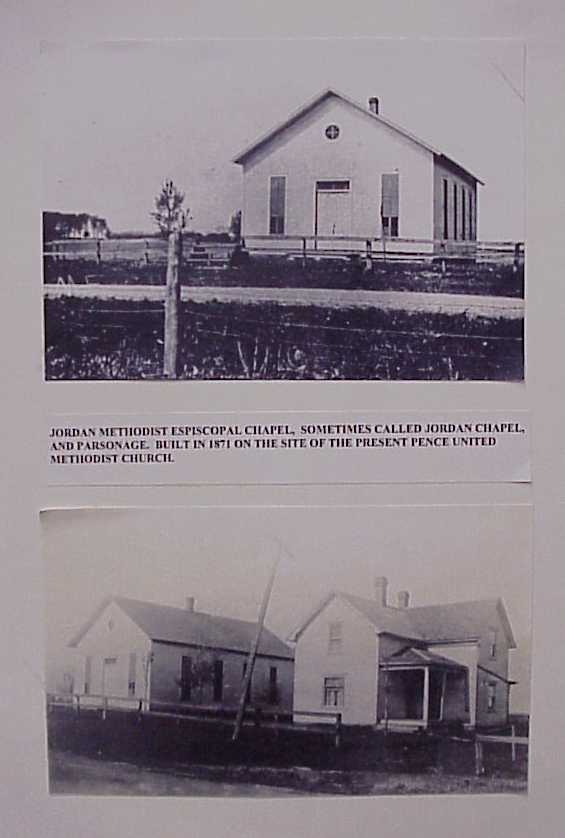 JORDAN METHODIST ESPISCOPAL CHAPEL, SOMETIMES CALLED JORDAN CHAPEL,
AND PARSONAGE. BUILT IN 1871 ON THE SITE OF THE PRESENT PENCE UNITED
METHODIST CHURCH.